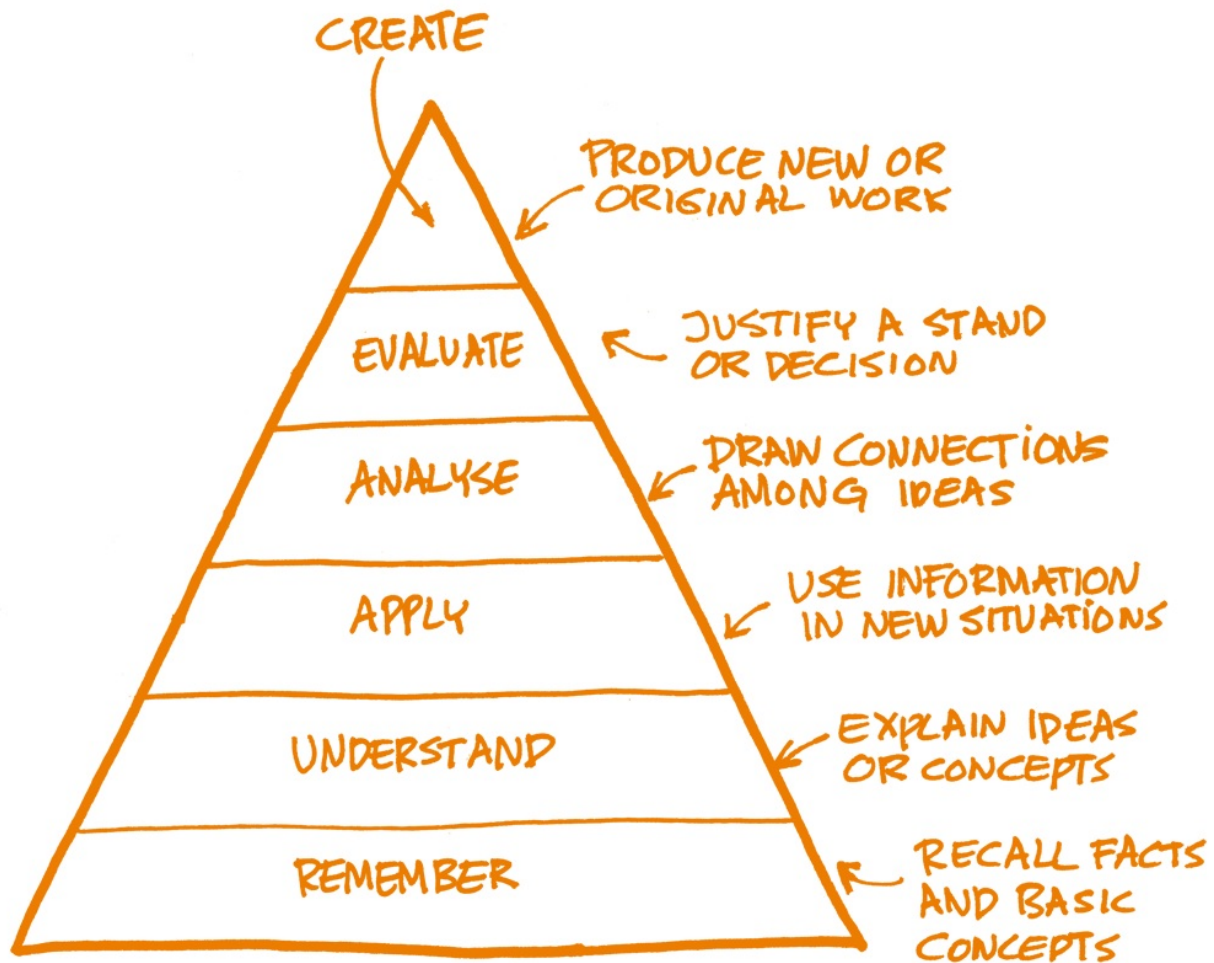 CREATE
PRODUCE NEW OR
ORIGINAL WORK
EVALUATE
JUSTIFY A STAND
OR DECISION
ANALYSE
DRAW CONNECTIONS
AMONG IDEAS
APPLY
USE INFORMATION
IN NEW SITUATIONS
UNDERSTAND
EXPLAIN IDEAS
OR CONCEPTS
REMEMBER
RECALL FACTS
AND BASIC
CONCEPTS